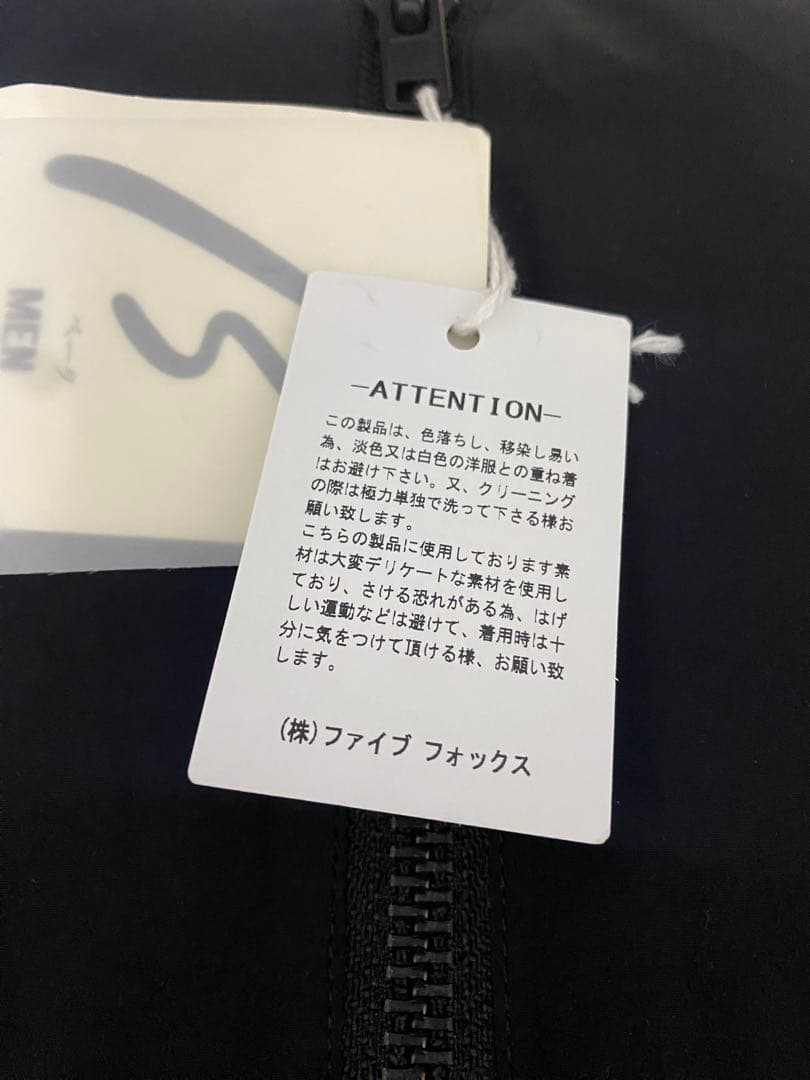 ペーク
MEN
—ATTENTION—
この製品は、色落ちし、移染し易い
為、淡色又は白色の洋服との重ね着
はお避け下さい。又、クリーニング
の際は極力単独で洗って下さる様お
願い致します。
こちらの製品に使用しております素
材は大変デリケートな素材を使用し
ており、さける恐れがある為、はげ
しい運動などは避けて、着用時は十
分に気をつけて頂ける様、お願い致
します。
(株)ファイブ フォックス